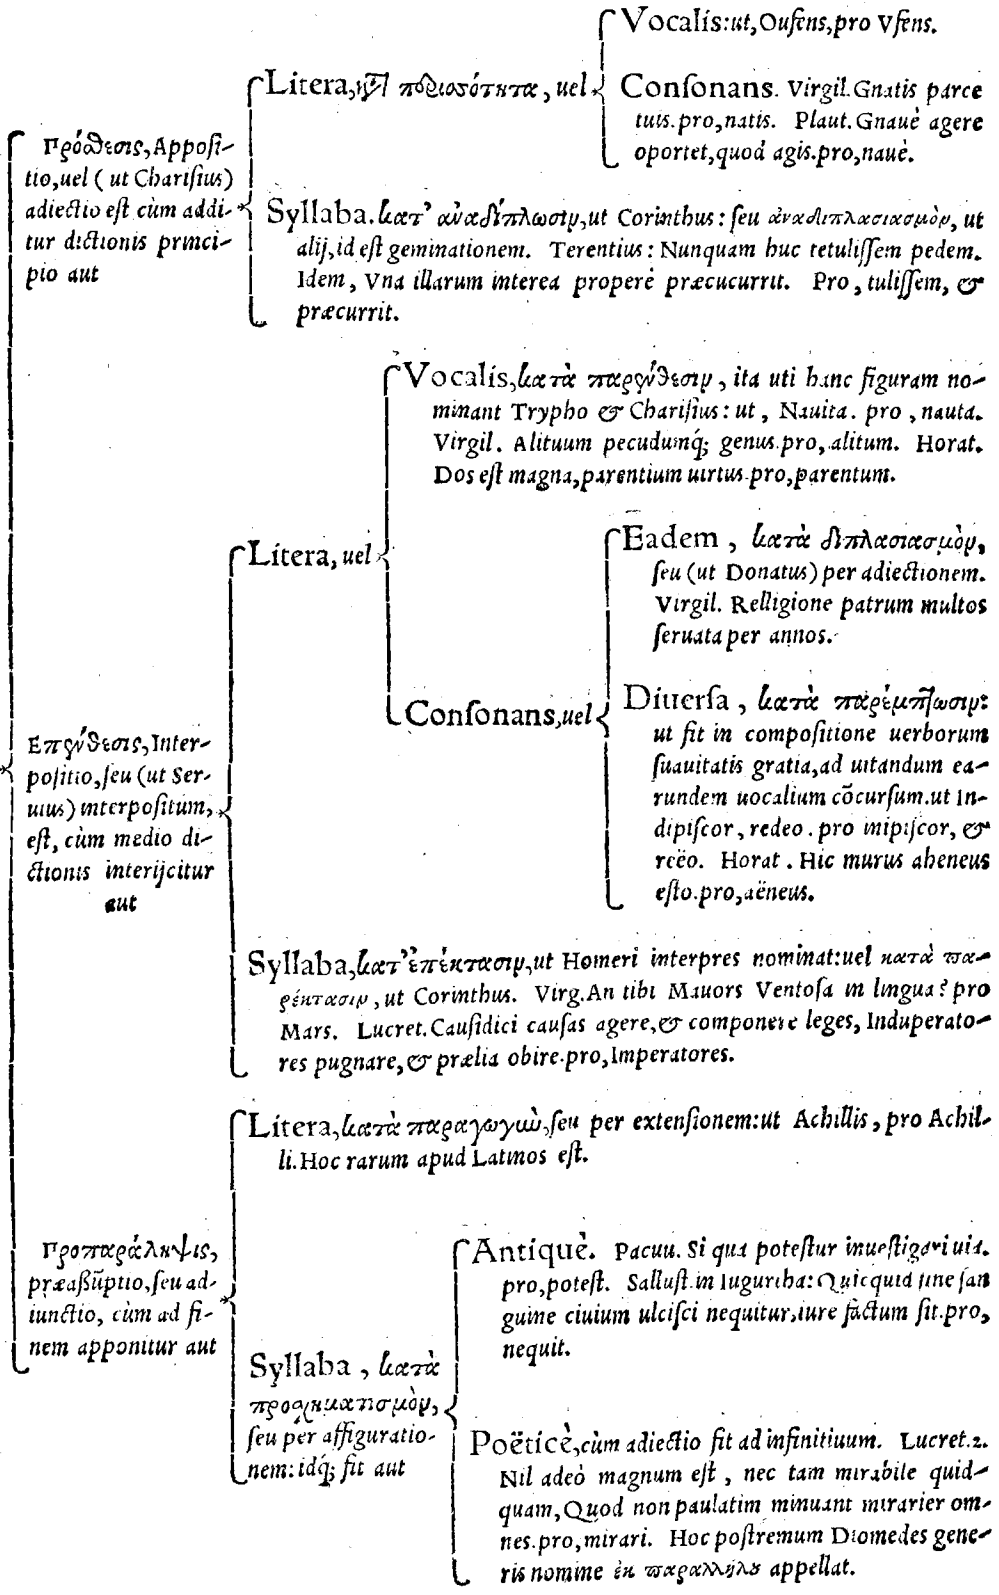 Vocalis: ut, Ousens, pro Vfens.
Litera, uel
Conſonans. Virgil. Gnatis parce
tuis. pro, natis. Plaut. Gnauè agere
oportet, quod agis. pro, nauè.
Πρόθεσις, Appoſi-
tio, uel ( ut Chariſius)
adiectio eſt cùm addi-
tur dictionis princi-
pio aut
Syllaba. κατ’ ἀναδίπλωσιν, ut Corinthus: ſeu ἀναδιπλασιασμὸν, ut
alij, id eſt geminationem. Terentius: Nunquam huc tetuliſſem pedem.
Idem, Vna illarum interea properè præcucurrit. Pro, tuliſſem, &
præcurrit.
Vocalis, κατὰ παρένθεσιν, ita uti hanc figuram no-
minant Trypho & Chariſius: ut, Nauita. pro, nauta.
Virgil. Alituum pecudumq́; genus. pro, alitum. Horat.
Dos eſt magna, parentium uirtus. pro, parentum.
Litera, uel
Eadem, κατὰ διπλασιασμὸν,
ſeu (ut Donatus) per adiectionem.
Virgil. Relligione patrum multos
ſeruata per annos.
Conſonans, uel
Diuerſa, κατὰ παρέμπτωσιν:
ut fit in compoſitione uerborum
ſuauitatis gratia, ad uitandum ea-
rundem uocalium cōcurſum. ut In-
dipiſcor, redeo. pro inipiſcor, &
reëo. Horat. Hic murus aheneus
eſto. pro, aëneus.
Επένθεσις, Inter-
poſitio, ſeu (ut Ser-
uius) interpoſitum,
eſt, cùm medio di-
ctionis interijcitur
aut
Syllaba, κατ’ ἐπέκτασιν, ut Homeri interpres nominat: uel κατὰ πα-
ρέκτασιν, ut Corinthus. Virg. An tibi Mauors Ventoſa in lingua? pro
Mars. Lucret. Cauſidici cauſas agere, & componere leges, Induperato-
res pugnare, & prælia obire. pro, Imperatores.
Litera, κατὰ παραγωγὴν, ſeu per extenſionem: ut Achillis, pro Achil-
li. Hoc rarum apud Latinos eſt.
Προπαράληψις,
præaßūptio, ſeu ad-
iunctio, cùm ad fi-
nem apponitur aut
Antiquè. Pacuu. Si qua poteſtur inueſtigari uia.
pro, poteſt. Salluſt. in Iugurtha: Quicquid ſine ſan
guine ciuium ulciſci nequitur, iure factum ſit. pro,
nequit.
Syllaba, κατὰ
προσχηματισμὸν,
ſeu per affiguratio-
nem: idq́; fit aut
Poëticè, cùm adiectio fit ad infinitiuum. Lucret. 2.
Nil adeò magnum eſt, nec tam mirabile quid-
quam, Quod non paulatim minuant mirarier om-
nes. pro, mirari. Hoc poſtremum Diomedes gene-
ris nomine ἐκ παραλλήλου appellat.